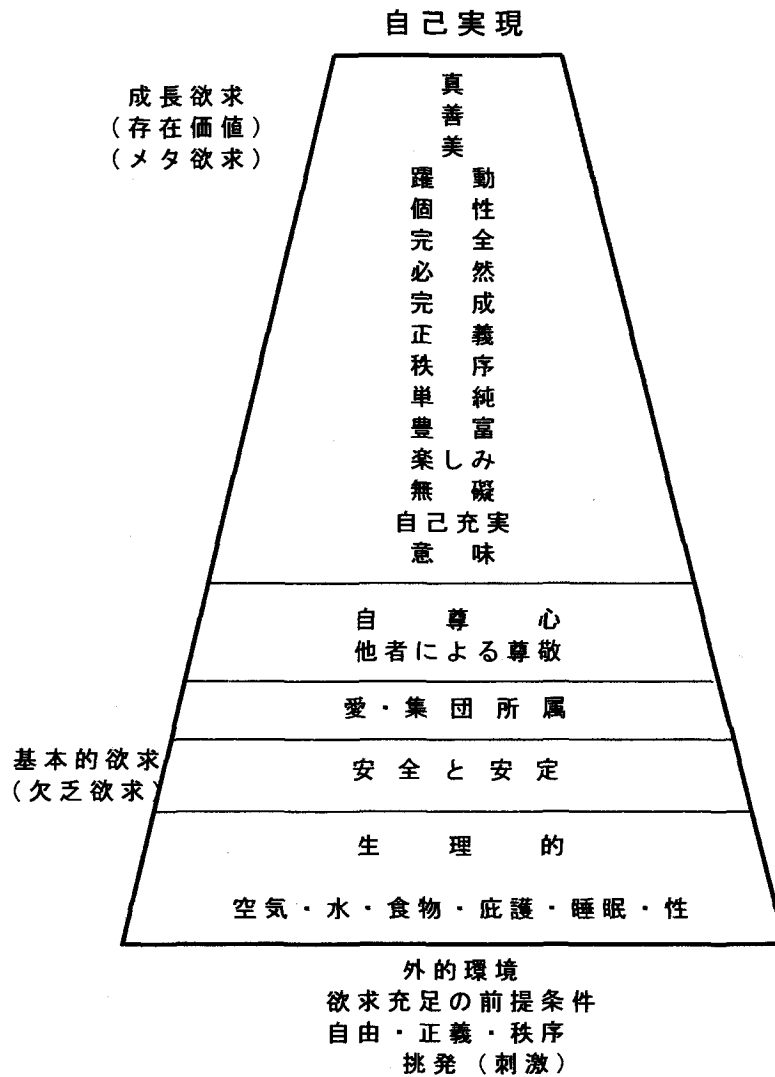 自己実現
成長欲求
(存在価値)
(メタ欲求)
真
善
美
躍動
個性
完全
必然
完成
正義
秩序
単純
豊富
楽しみ
無礙
自己充実
意味
自尊心
他者による尊敬
愛・集団所属
基本的欲求
(欠乏欲求)
安全と安定
生理的
空気・水・食物・庇護・睡眠・性
外的環境
欲求充足の前提条件
自由・正義・秩序
挑発(刺激)